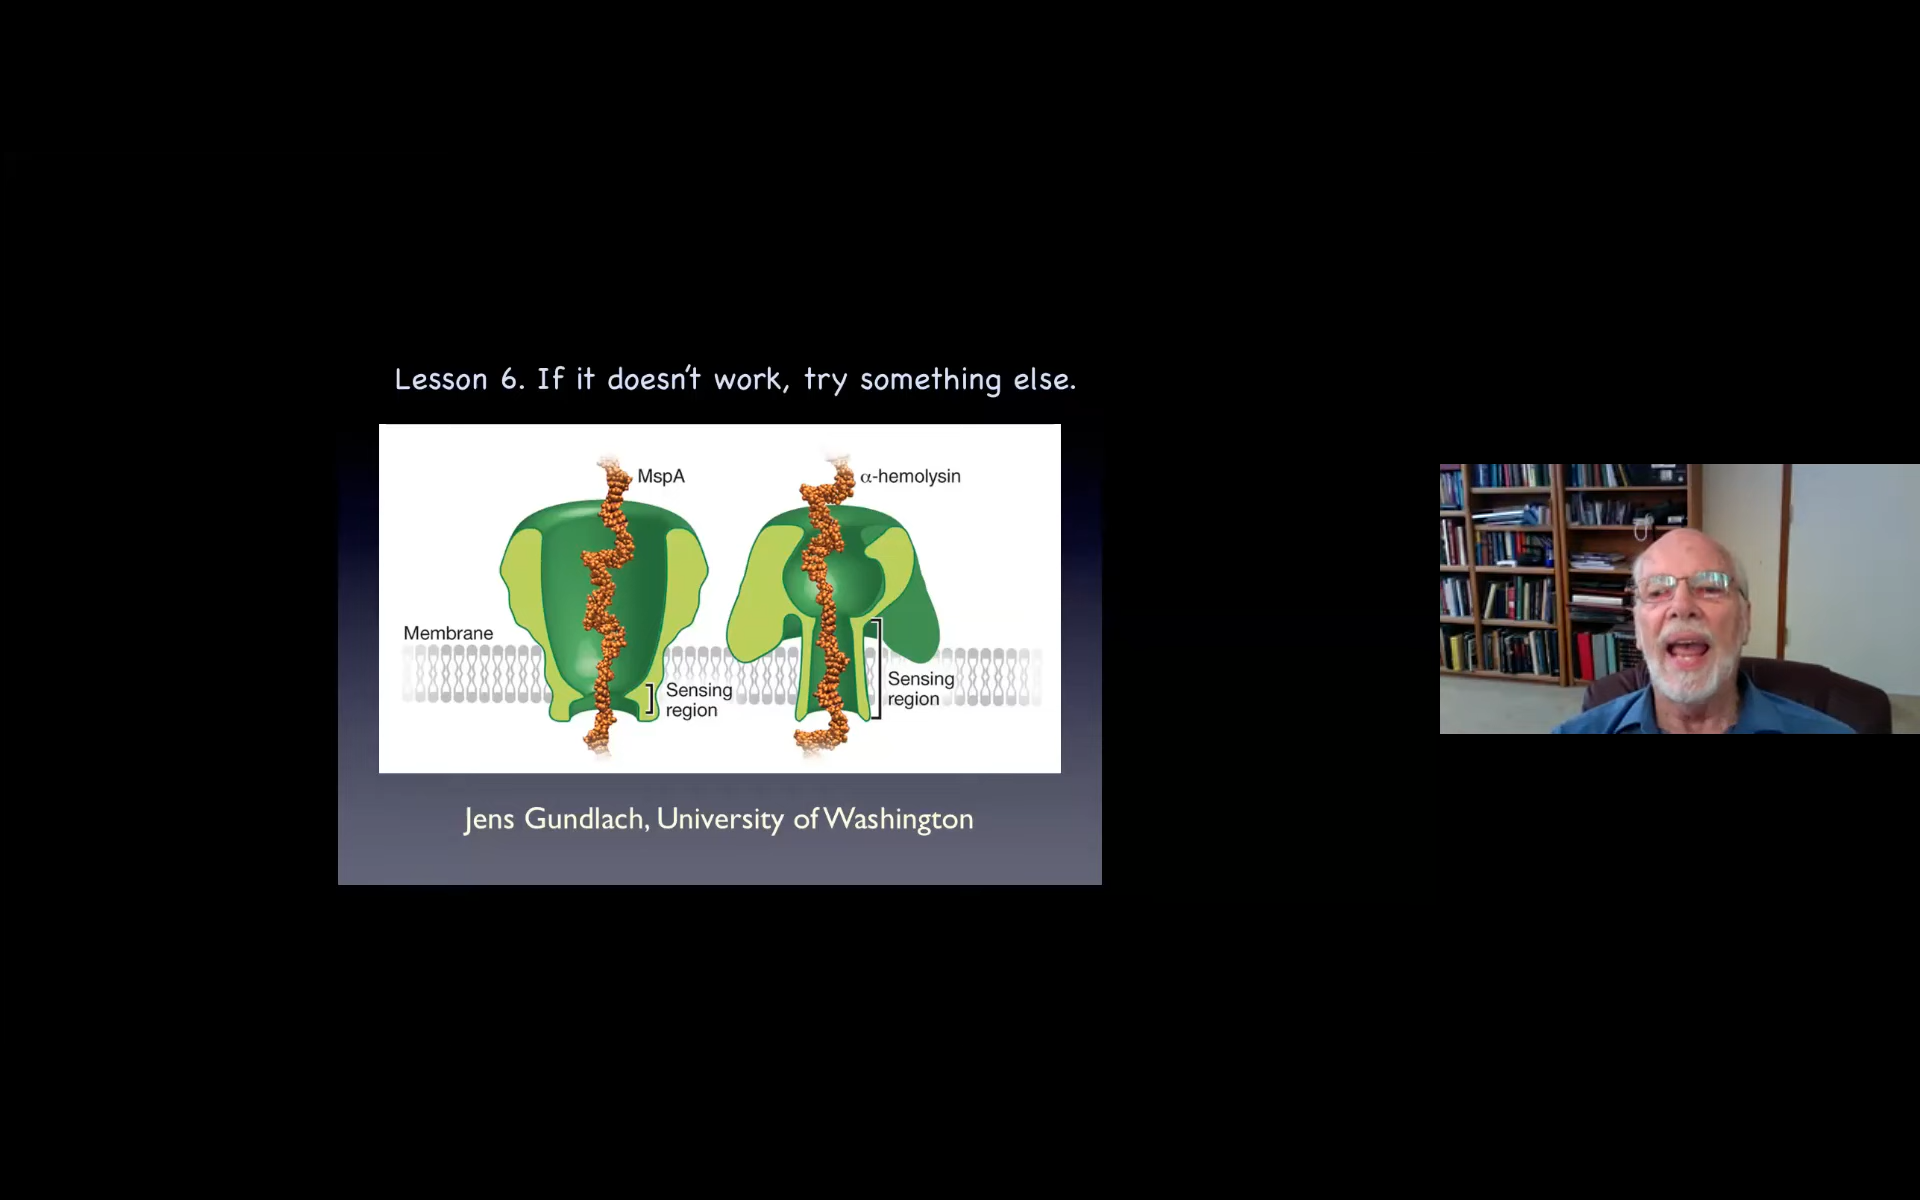 Lesson 6. If it doesn't work, try something else.
MspA
α-hemolysin
Membrane
Sensing
region
Sensing
region
Jens Gundlach, University of Washington